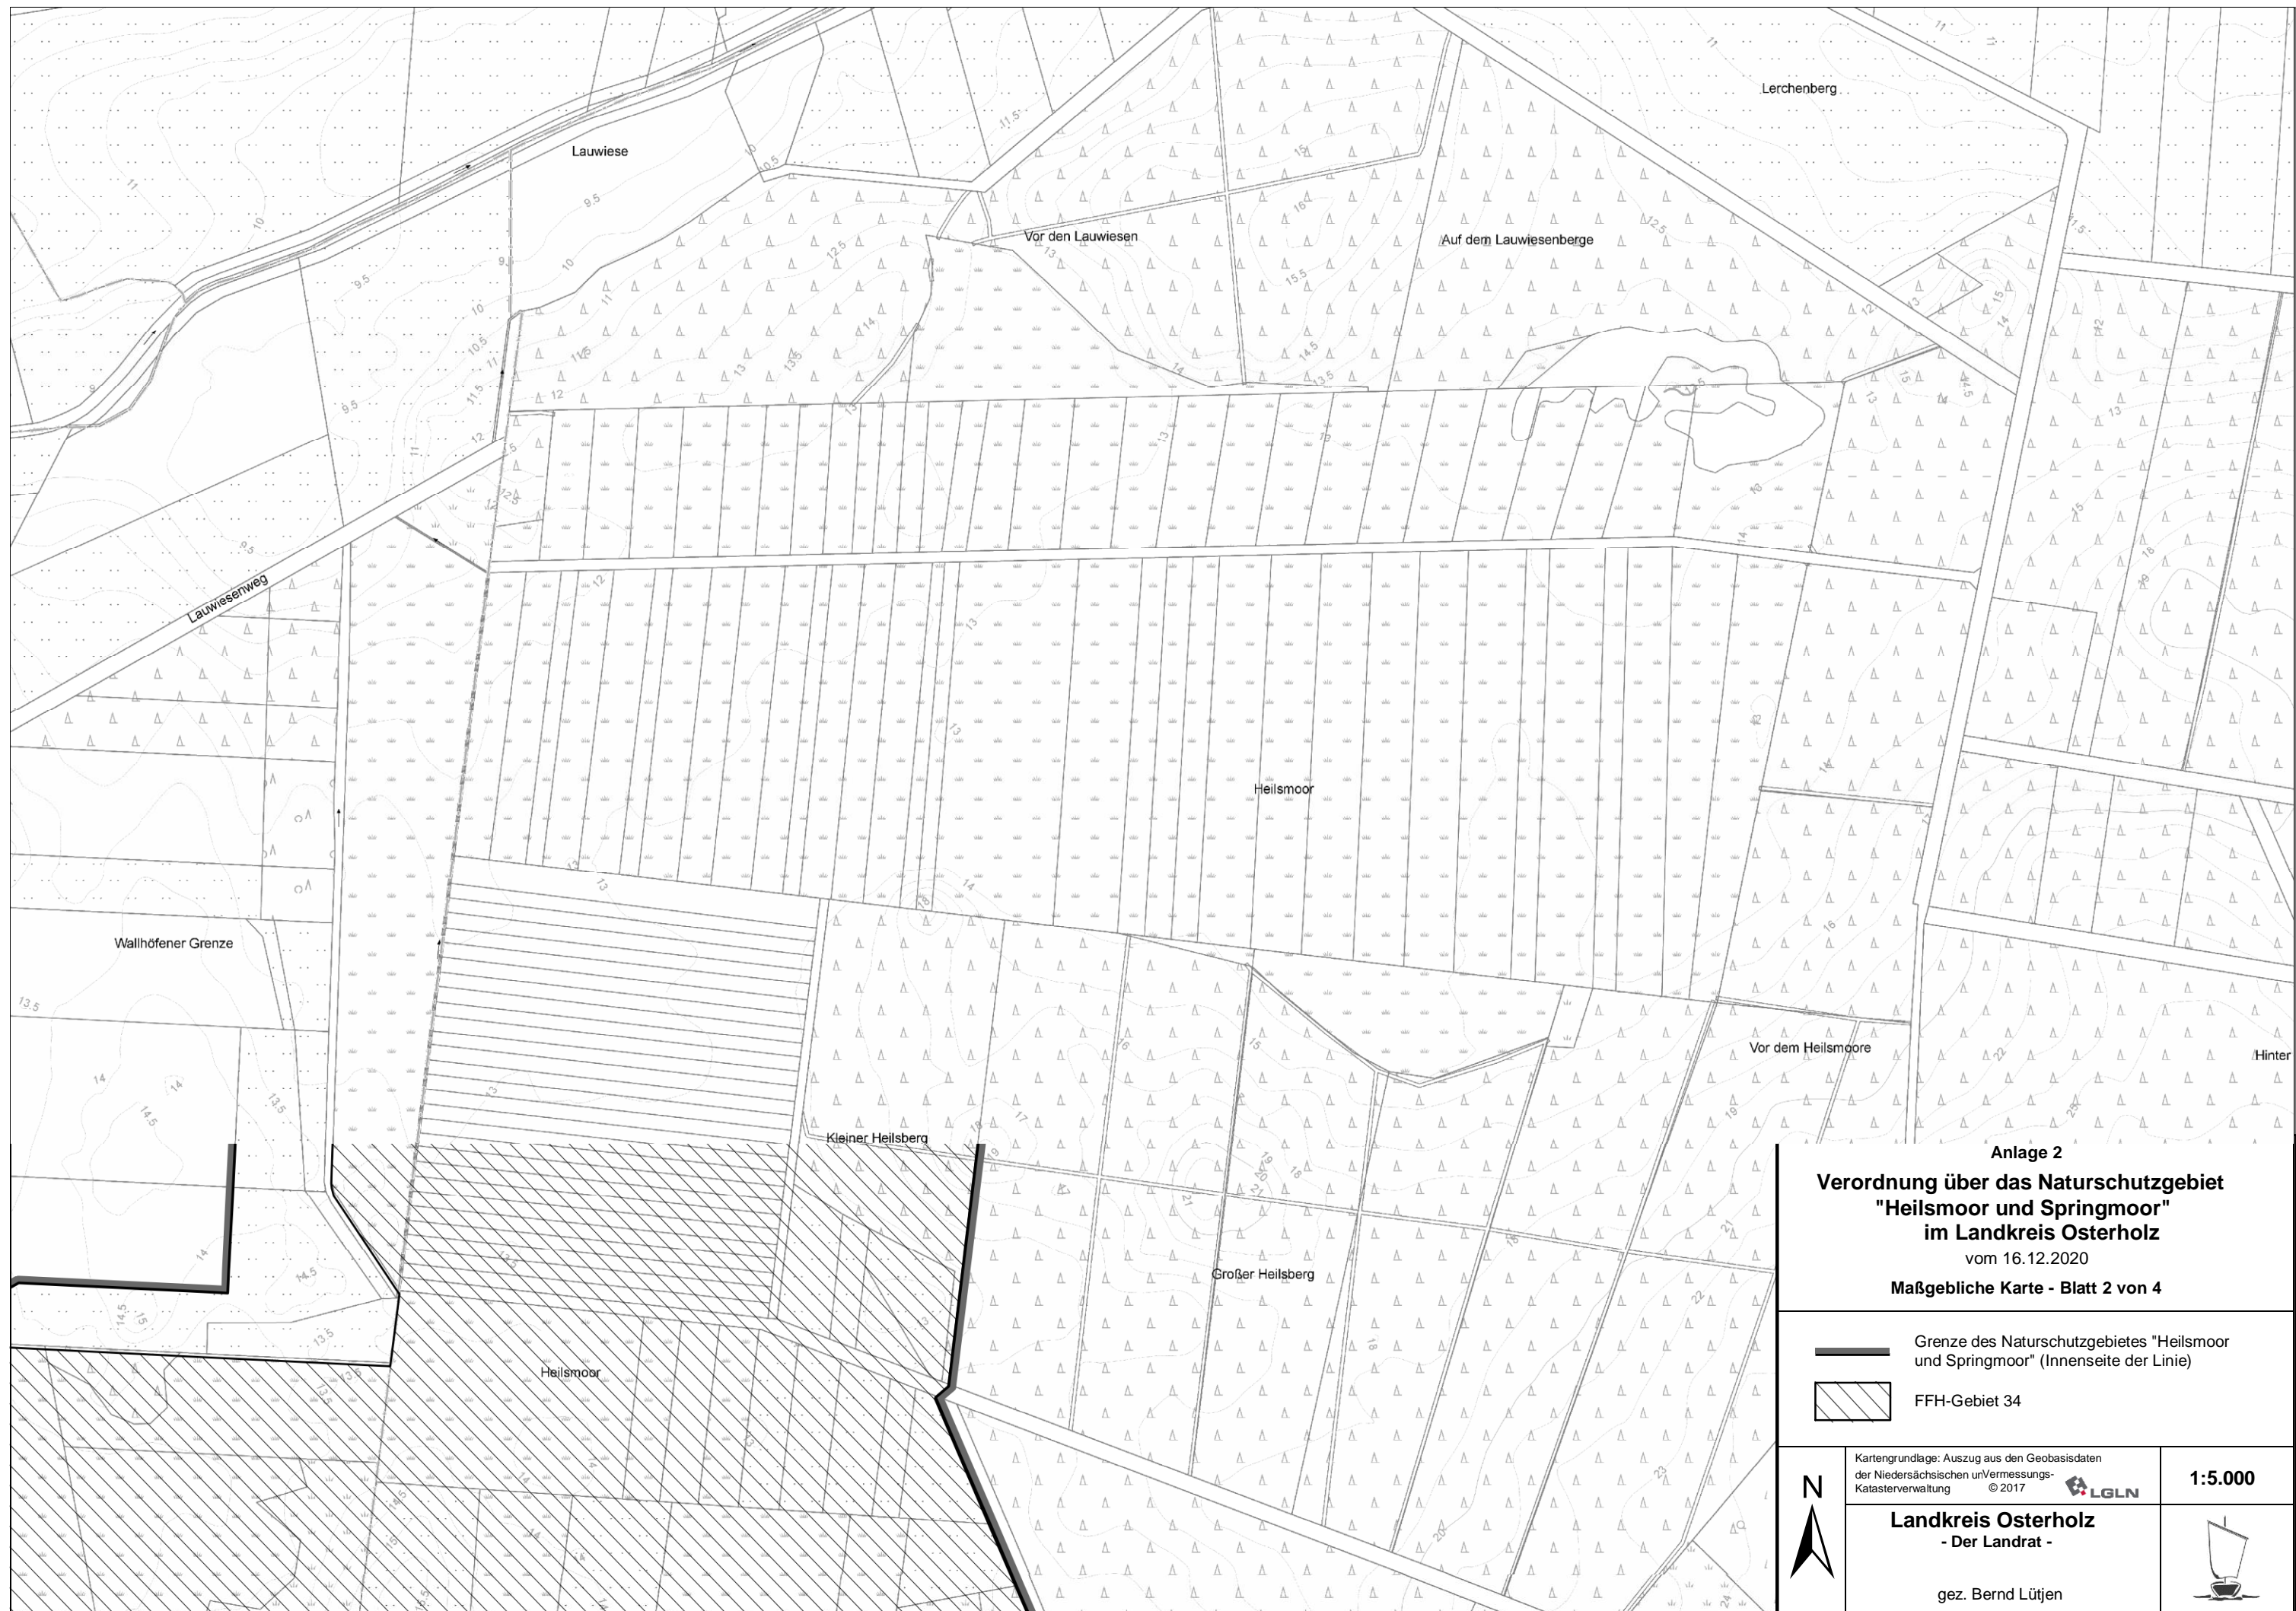 Lerchenberg
Lauwiese
Vor den Lauwiesen
Auf dem Lauwiesenberge
Lauwiesenweg
Heilsmoor
Wallhöfener Grenze
Vor dem Heilsmoore
Hinter
Kleiner Heilsberg
Großer Heilsberg
Heilsmoor
Anlage 2
Verordnung über das Naturschutzgebiet
"Heilsmoor und Springmoor"
im Landkreis Osterholz
vom 16.12.2020
Maßgebliche Karte - Blatt 2 von 4
Grenze des Naturschutzgebietes "Heilsmoor
und Springmoor" (Innenseite der Linie)
FFH-Gebiet 34
N
Kartengrundlage: Auszug aus den Geobasisdaten
der Niedersächsischen unVermessungs-
Katasterverwaltung © 2017
LGLN
1:5.000
Landkreis Osterholz
- Der Landrat -
gez. Bernd Lütjen